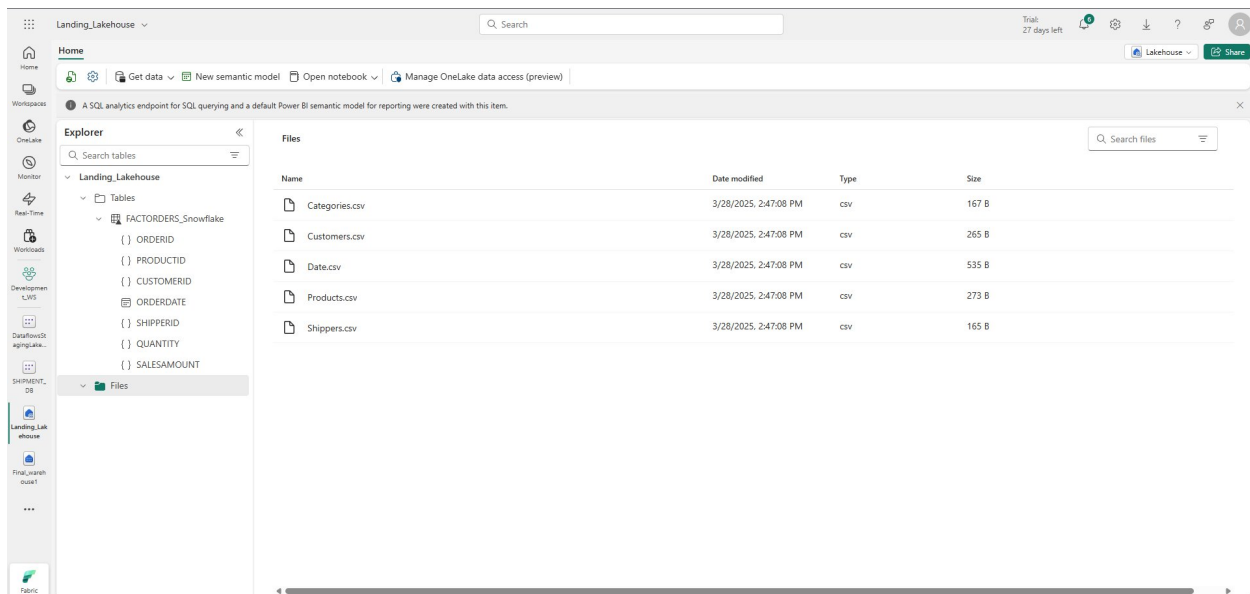 Landing_Lakehouse
Search
Trial:
27 days left
6
?
A
Home
Lakehouse
Share
Get data
New semantic model
Open notebook
Manage OneLake data access (preview)
A SQL analytics endpoint for SQL querying and a default Power BI semantic model for reporting were created with this item.
Home
Workspaces
OneLake
Monitor
Real-Time
Workloads
Developmen
t_WS
DataflowsSt
agingLake...
SHIPMENT_
DB
Landing_Lak
ehouse
Final_wareh
ouse1
Fabric
Explorer
Search tables
Landing_Lakehouse
Tables
FACTORDERS_Snowflake
ORDERID
PRODUCTID
CUSTOMERID
ORDERDATE
SHIPPERID
QUANTITY
SALESAMOUNT
Files
Files
Search files
Name Date modified Type Size
Categories.csv 3/28/2025, 2:47:08 PM csv 167 B
Customers.csv 3/28/2025, 2:47:08 PM csv 265 B
Date.csv 3/28/2025, 2:47:08 PM csv 535 B
Products.csv 3/28/2025, 2:47:08 PM csv 273 B
Shippers.csv 3/28/2025, 2:47:08 PM csv 165 B